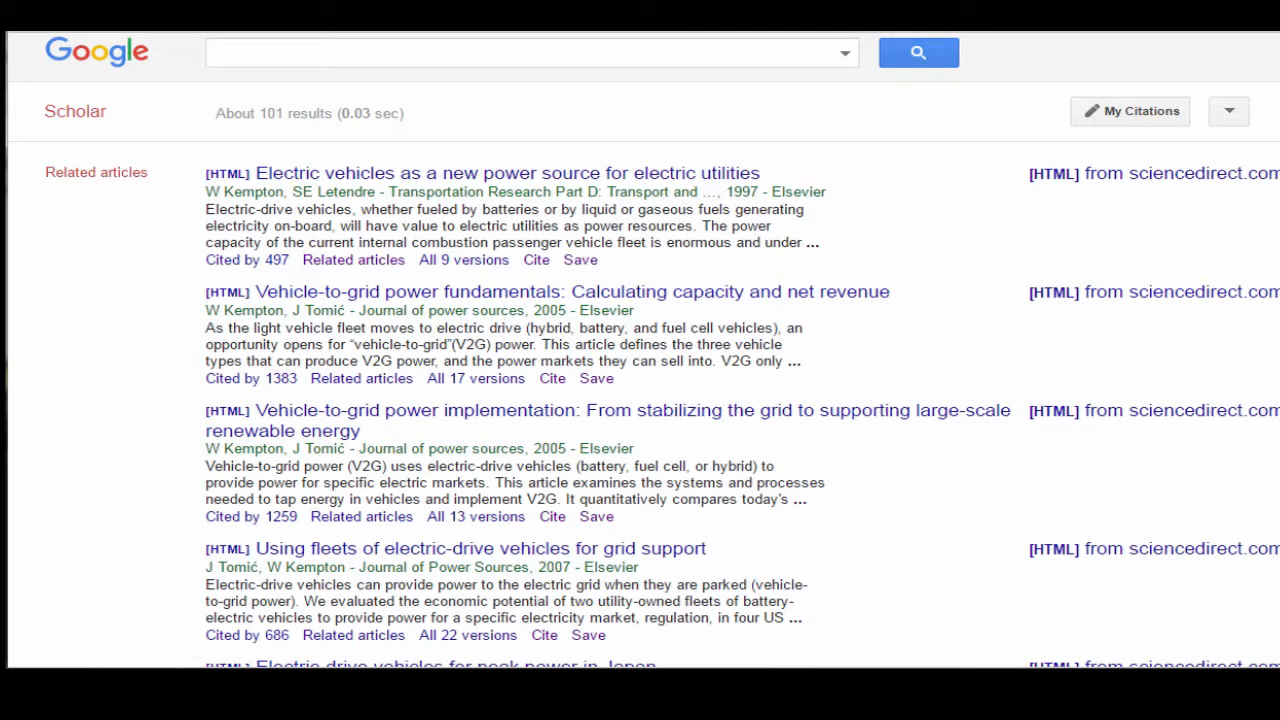 Google
Scholar
About 101 results (0.03 sec)
My Citations
Related articles
[HTML] Electric vehicles as a new power source for electric utilities
[HTML] from sciencedirect.com
W Kempton, SE Letendre - Transportation Research Part D: Transport and ..., 1997 - Elsevier
Electric-drive vehicles, whether fueled by batteries or by liquid or gaseous fuels generating
electricity on-board, will have value to electric utilities as power resources. The power
capacity of the current internal combustion passenger vehicle fleet is enormous and under ...
Cited by 497 Related articles All 9 versions Cite Save
[HTML] Vehicle-to-grid power fundamentals: Calculating capacity and net revenue
[HTML] from sciencedirect.com
W Kempton, J Tomić - Journal of power sources, 2005 - Elsevier
As the light vehicle fleet moves to electric drive (hybrid, battery, and fuel cell vehicles), an
opportunity opens for “vehicle-to-grid”(V2G) power. This article defines the three vehicle
types that can produce V2G power, and the power markets they can sell into. V2G only ...
Cited by 1383 Related articles All 17 versions Cite Save
[HTML] Vehicle-to-grid power implementation: From stabilizing the grid to supporting large-scale
renewable energy
[HTML] from sciencedirect.com
W Kempton, J Tomić - Journal of power sources, 2005 - Elsevier
Vehicle-to-grid power (V2G) uses electric-drive vehicles (battery, fuel cell, or hybrid) to
provide power for specific electric markets. This article examines the systems and processes
needed to tap energy in vehicles and implement V2G. It quantitatively compares today’s ...
Cited by 1259 Related articles All 13 versions Cite Save
[HTML] Using fleets of electric-drive vehicles for grid support
[HTML] from sciencedirect.com
J Tomić, W Kempton - Journal of Power Sources, 2007 - Elsevier
Electric-drive vehicles can provide power to the electric grid when they are parked (vehicle-
to-grid power). We evaluated the economic potential of two utility-owned fleets of battery-
electric vehicles to provide power for a specific electricity market, regulation, in four US ...
Cited by 686 Related articles All 22 versions Cite Save
[HTML] Electric drive vehicles for peak power in Japan
[HTML] from sciencedirect.com